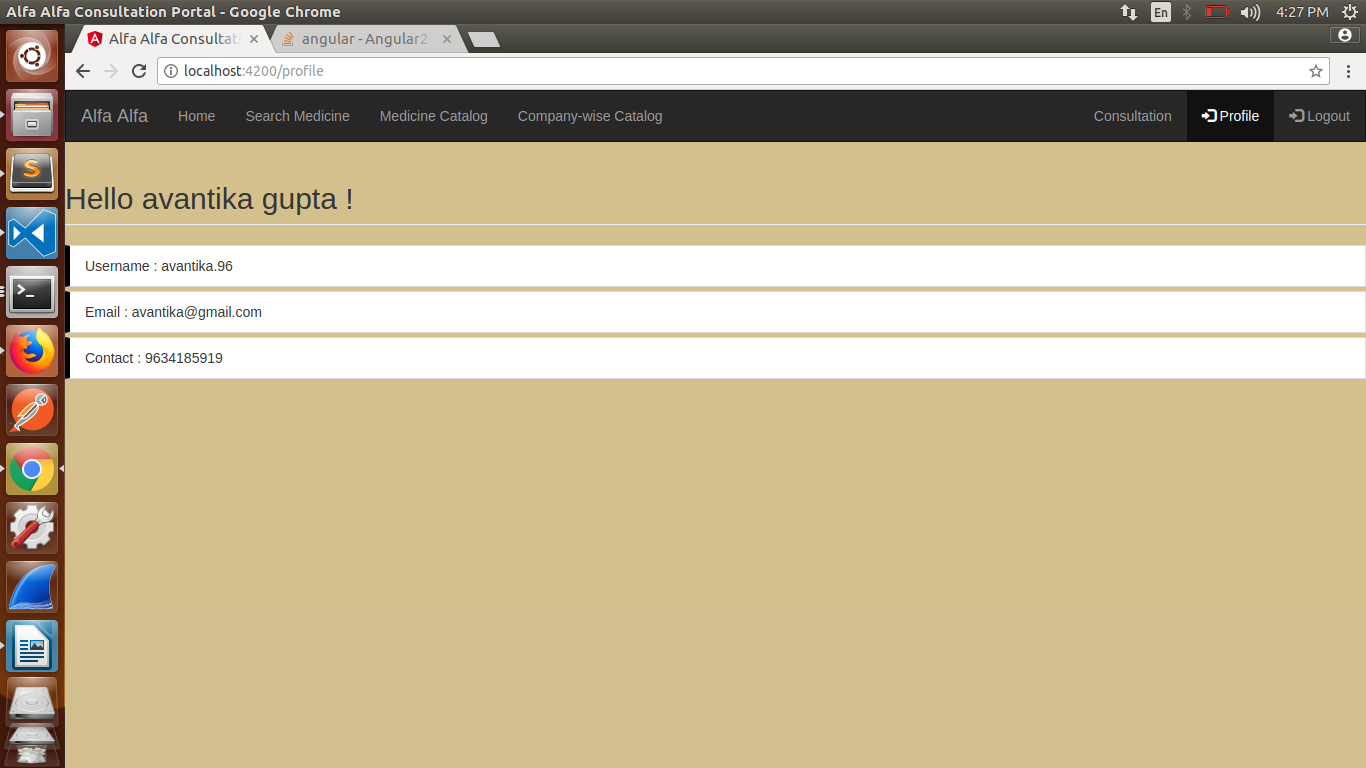 Alfa Alfa Consultation Portal - Google Chrome En 4:27 PM
Alfa Alfa Consultat × angular - Angular2 ×
localhost:4200/profile
Alfa Alfa Home Search Medicine Medicine Catalog Company-wise Catalog Consultation Profile Logout
Hello avantika gupta !
Username : avantika.96
Email : avantika@gmail.com
Contact : 9634185919